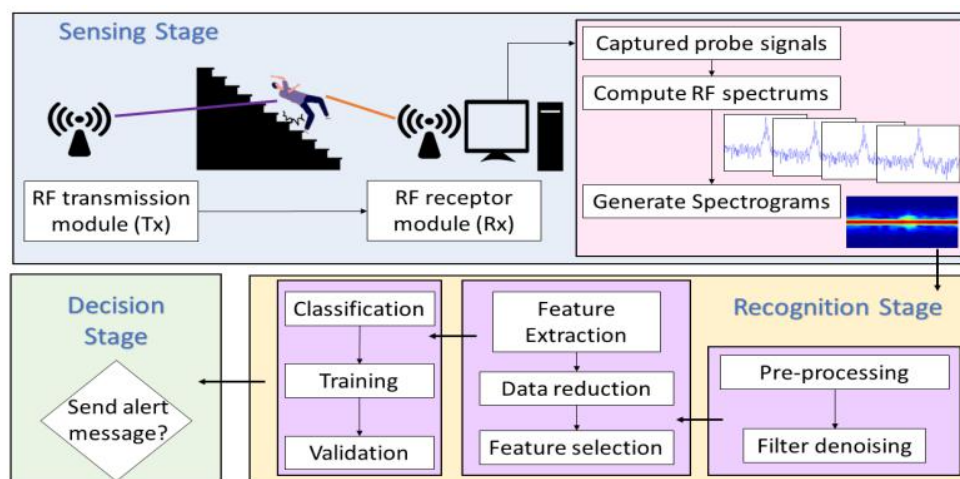 Sensing Stage
RF transmission
module (Tx)
RF receptor
module (Rx)
Captured probe signals
Compute RF spectrums
Generate Spectrograms
Recognition Stage
Pre-processing
Filter denoising
Feature
Extraction
Data reduction
Feature selection
Classification
Training
Validation
Decision
Stage
Send alert
message?